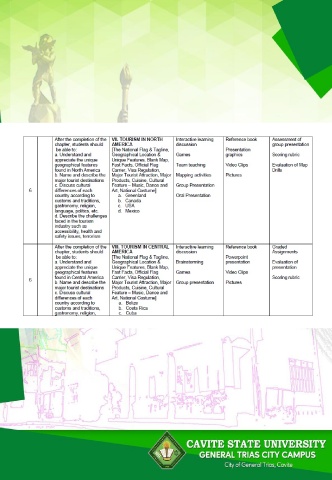 After the completion of the
chapter, students should
be able to:
a. Understand and
appreciate the unique
geographical features
found in North America
b. Name and describe the
major tourist destinations
c. Discuss cultural
differences of each
country according to
customs and traditions,
gastronomy, religion,
language, politics, etc.
d. Describe the challenges
faced in the tourism
industry such as
accessibility, health and
safety issues, terrorism
VII. TOURISM IN NORTH
AMERICA
[The National Flag & Tagline,
Geographical Location &
Unique Features, Blank Map,
Fast Facts, Official Flag
Carrier, Visa Regulation,
Major Tourist Attraction, Major
Products, Cuisine, Cultural
Feature – Music, Dance and
Art, National Costume]
a. Greenland
b. Canada
c. USA
d. Mexico
Interactive learning
discussion
Games
Team teaching
Mapping activities
Group Presentation
Oral Presentation
Reference book
Presentation
graphics
Video Clips
Pictures
Assessment of
group presentation
Scoring rubric
Evaluation of Map
Drills
After the completion of the
chapter, students should
be able to:
a. Understand and
appreciate the unique
geographical features
found in Central America
b. Name and describe the
major tourist destinations
c. Discuss cultural
differences of each
country according to
customs and traditions,
gastronomy, religion,
VIII. TOURISM IN CENTRAL
AMERICA
[The National Flag & Tagline,
Geographical Location &
Unique Features, Blank Map,
Fast Facts, Official Flag
Carrier, Visa Regulation,
Major Tourist Attraction, Major
Products, Cuisine, Cultural
Feature – Music, Dance and
Art, National Costume]
a. Belize
b. Costa Rica
c. Cuba
Interactive learning
discussion
Brainstorming
Games
Group presentation
Reference book
Powerpoint
presentation
Video Clips
Pictures
Graded
Assignments
Evaluation of
presentation
Scoring rubric
CAVITE STATE UNIVERSITY
GENERAL TRIAS CITY CAMPUS
City of General Trias, Cavite